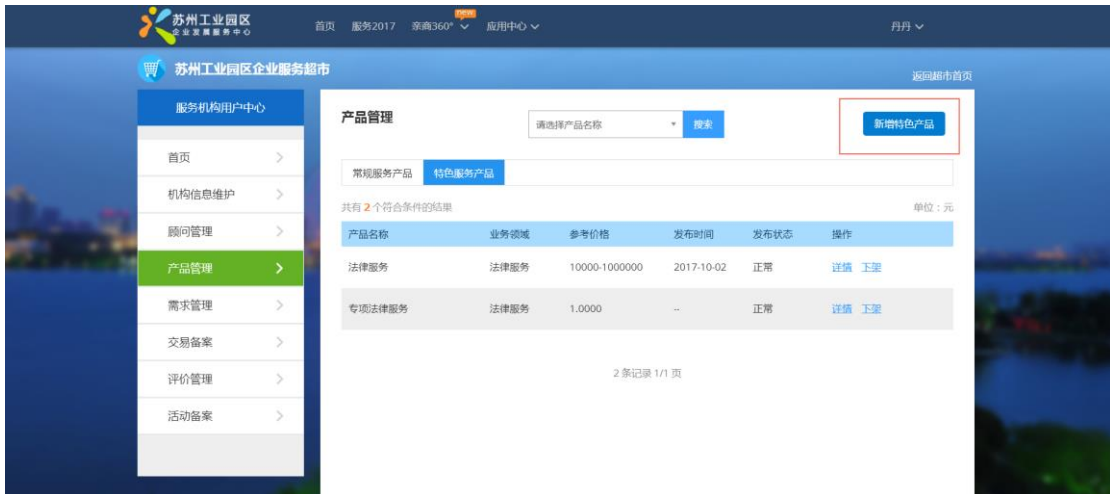 苏州工业园区
企业发展服务中心
首页 服务2017 亲商360° new 应用中心 丹丹
苏州工业园区企业服务超市
返回超市首页
服务机构用户中心
产品管理 请选择产品名称 搜索 新增特色产品
首页
机构信息维护
顾问管理
产品管理
需求管理
交易备案
评价管理
活动备案
常规服务产品 特色服务产品
共有 2 个符合条件的结果 单位：元
产品名称 业务领域 参考价格 发布时间 发布状态 操作
法律服务 法律服务 10000-1000000 2017-10-02 正常 详情 下架
专项法律服务 法律服务 1.0000 -- 正常 详情 下架
2 条记录 1/1 页